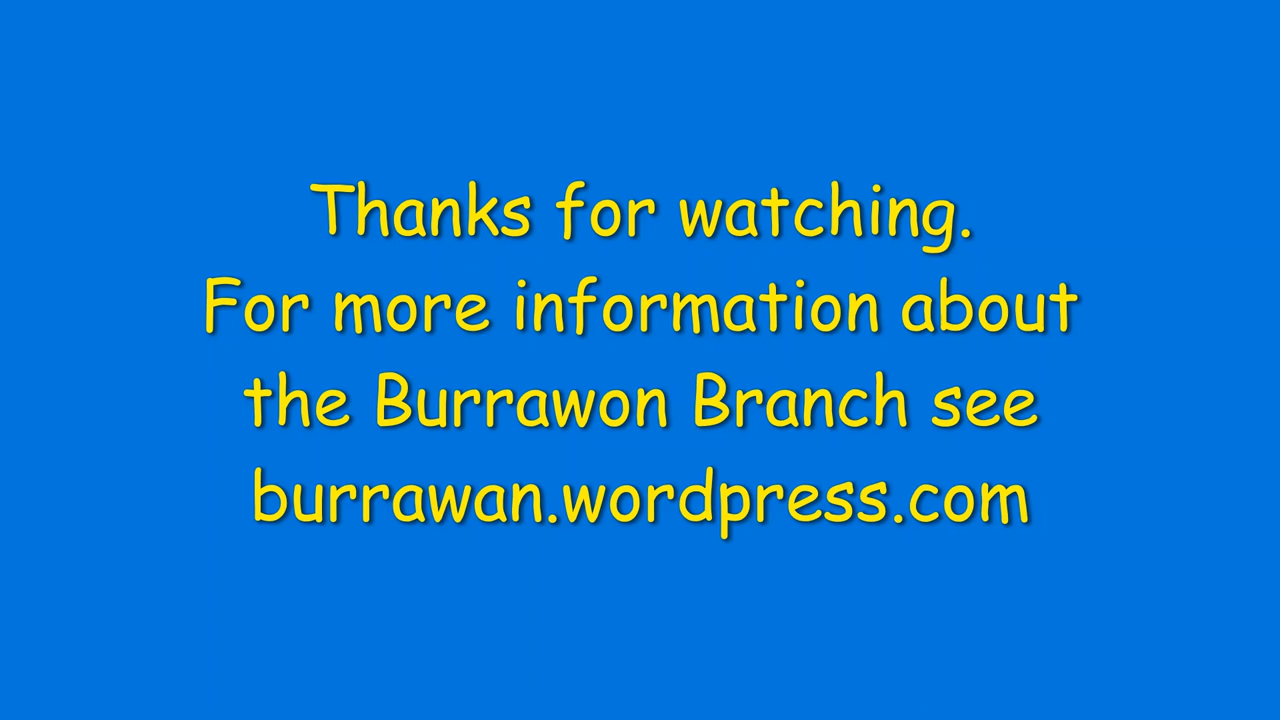 Thanks for watching.
For more information about
the Burrawon Branch see
burrawan.wordpress.com